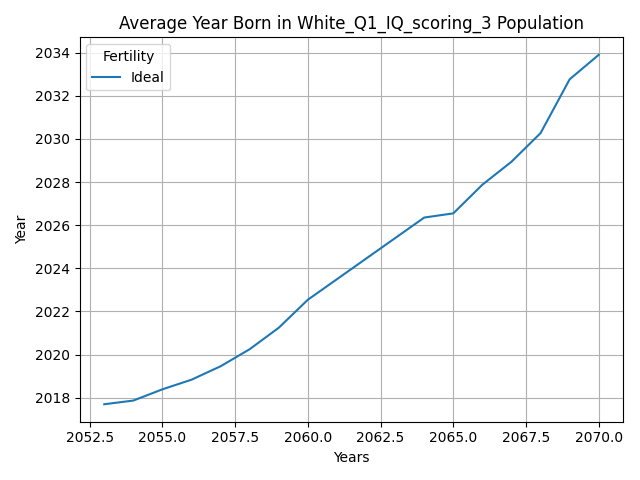 Average Year Born in White_Q1_IQ_scoring_3 Population
Fertility
Ideal
Year
2034
2032
2030
2028
2026
2024
2022
2020
2018
2052.5 2055.0 2057.5 2060.0 2062.5 2065.0 2067.5 2070.0
Years